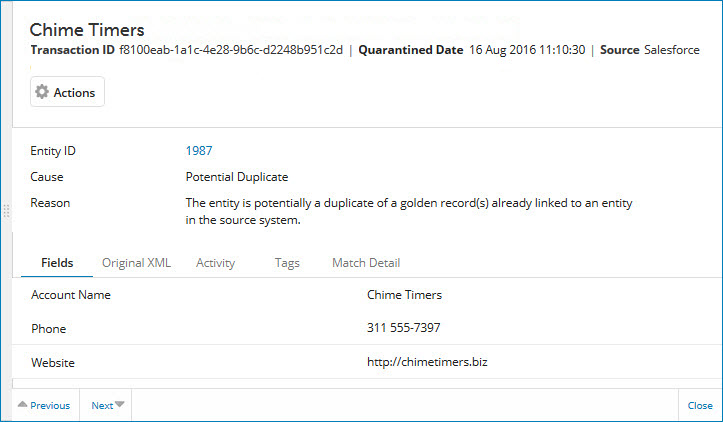 Chime Timers
Transaction ID f8100eab-1a1c-4e28-9b6c-d2248b951c2d | Quarantined Date 16 Aug 2016 11:10:30 | Source Salesforce
Actions
Entity ID 1987
Cause Potential Duplicate
Reason The entity is potentially a duplicate of a golden record(s) already linked to an entity
in the source system.
Fields Original XML Activity Tags Match Detail
Account Name Chime Timers
Phone 311 555-7397
Website http://chimetimers.biz
Previous Next Close